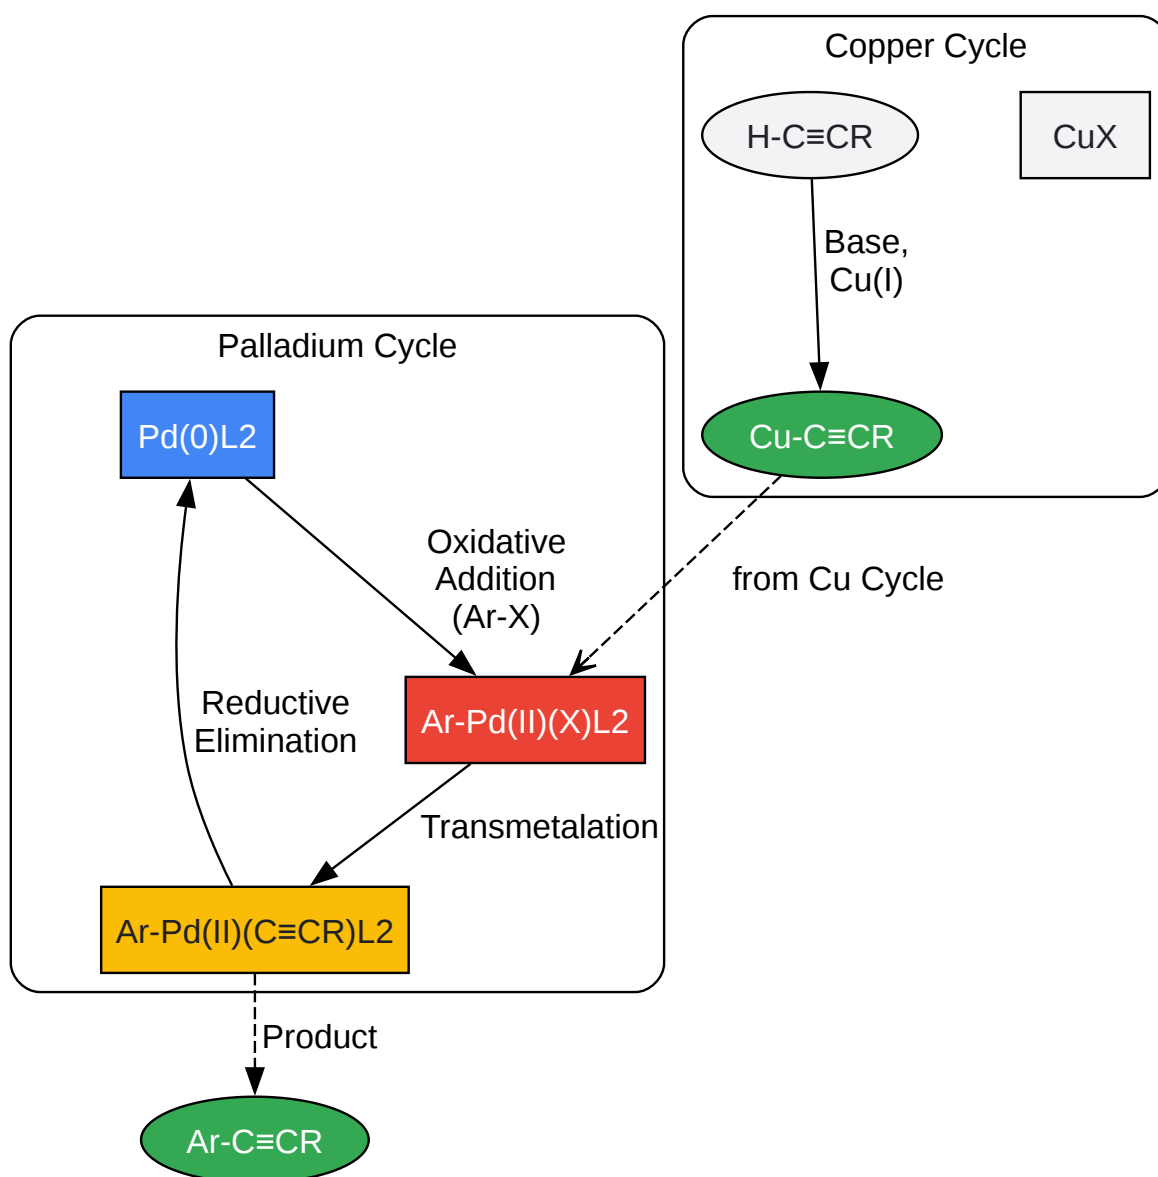 Copper Cycle
H-C≡CR
CuX
Base,
Cu(I)
Cu-C≡CR
from Cu Cycle
Palladium Cycle
Pd(0)L2
Oxidative
Addition
(Ar-X)
Reductive
Elimination
Ar-Pd(II)(X)L2
Transmetalation
Ar-Pd(II)(C≡CR)L2
Product
Ar-C≡CR